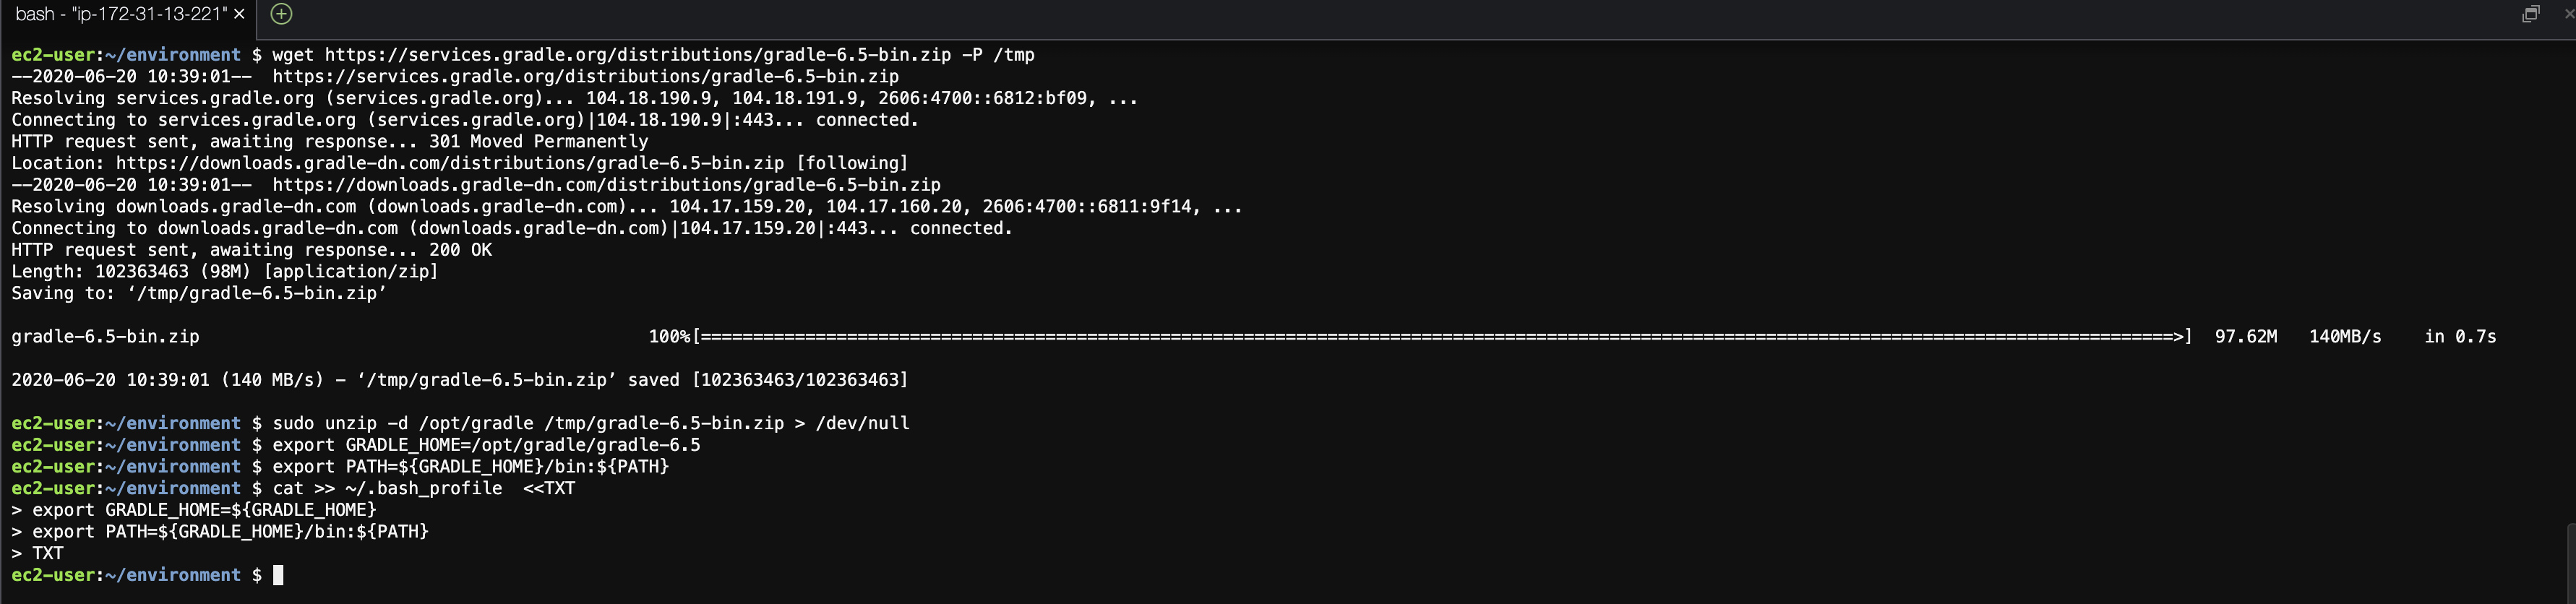 bash - "ip-172-31-13-221" ×
ec2-user:~/environment $ wget https://services.gradle.org/distributions/gradle-6.5-bin.zip -P /tmp
--2020-06-20 10:39:01--  https://services.gradle.org/distributions/gradle-6.5-bin.zip
Resolving services.gradle.org (services.gradle.org)... 104.18.190.9, 104.18.191.9, 2606:4700::6812:bf09, ...
Connecting to services.gradle.org (services.gradle.org)|104.18.190.9|:443... connected.
HTTP request sent, awaiting response... 301 Moved Permanently
Location: https://downloads.gradle-dn.com/distributions/gradle-6.5-bin.zip [following]
--2020-06-20 10:39:01--  https://downloads.gradle-dn.com/distributions/gradle-6.5-bin.zip
Resolving downloads.gradle-dn.com (downloads.gradle-dn.com)... 104.17.159.20, 104.17.160.20, 2606:4700::6811:9f14, ...
Connecting to downloads.gradle-dn.com (downloads.gradle-dn.com)|104.17.159.20|:443... connected.
HTTP request sent, awaiting response... 200 OK
Length: 102363463 (98M) [application/zip]
Saving to: ‘/tmp/gradle-6.5-bin.zip’
gradle-6.5-bin.zip 100%[=============================================================================================================================================>] 97.62M 140MB/s in 0.7s
2020-06-20 10:39:01 (140 MB/s) - ‘/tmp/gradle-6.5-bin.zip’ saved [102363463/102363463]
ec2-user:~/environment $ sudo unzip -d /opt/gradle /tmp/gradle-6.5-bin.zip > /dev/null
ec2-user:~/environment $ export GRADLE_HOME=/opt/gradle/gradle-6.5
ec2-user:~/environment $ export PATH=${GRADLE_HOME}/bin:${PATH}
ec2-user:~/environment $ cat >> ~/.bash_profile  <<TXT
> export GRADLE_HOME=${GRADLE_HOME}
> export PATH=${GRADLE_HOME}/bin:${PATH}
> TXT
ec2-user:~/environment $